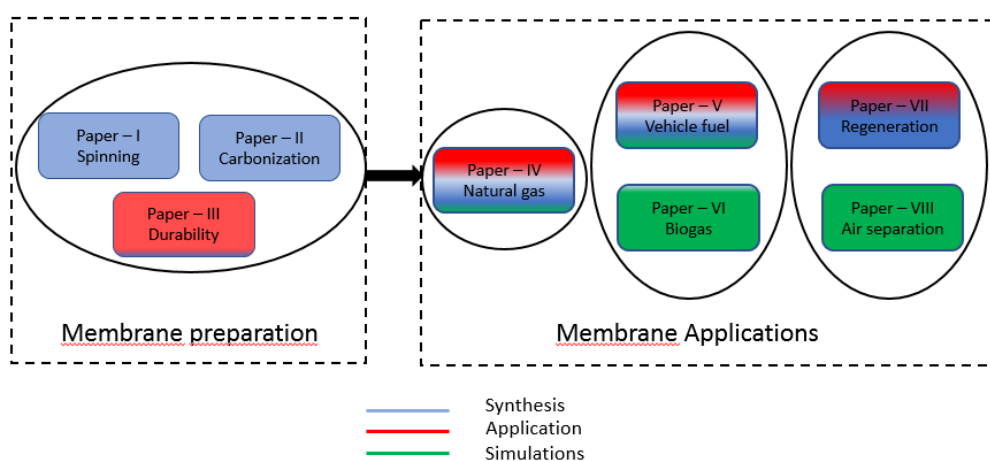 Paper – I
Spinning
Paper – II
Carbonization
Paper – III
Durability
Membrane preparation
Paper – IV
Natural gas
Paper – V
Vehicle fuel
Paper – VI
Biogas
Paper – VII
Regeneration
Paper – VIII
Air separation
Membrane Applications
Synthesis
Application
Simulations